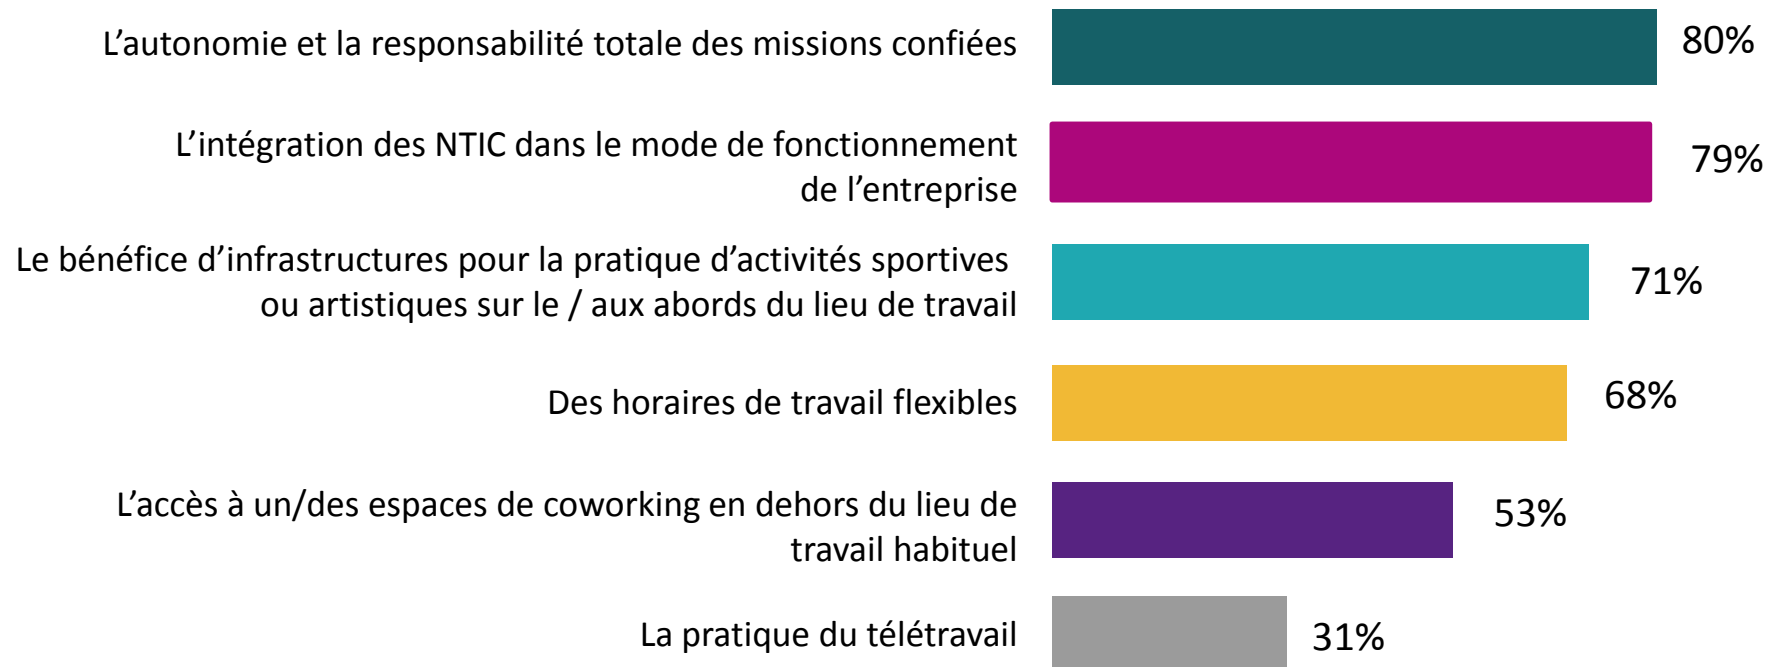 L’autonomie et la responsabilité totale des missions confiées
80%
L’intégration des NTIC dans le mode de fonctionnement
de l’entreprise
79%
Le bénéfice d’infrastructures pour la pratique d’activités sportives
ou artistiques sur le / aux abords du lieu de travail
71%
Des horaires de travail flexibles
68%
L’accès à un/des espaces de coworking en dehors du lieu de
travail habituel
53%
La pratique du télétravail
31%